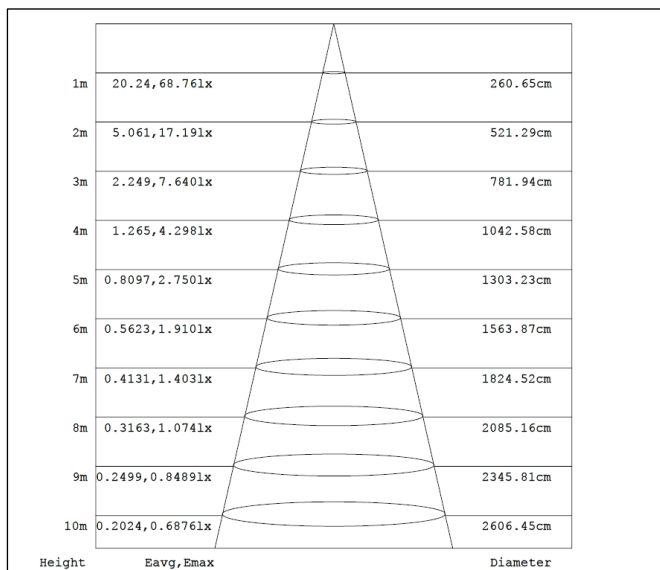 1m 20.24,68.76lx 260.65cm
2m 5.061,17.19lx 521.29cm
3m 2.249,7.640lx 781.94cm
4m 1.265,4.298lx 1042.58cm
5m 0.8097,2.750lx 1303.23cm
6m 0.5623,1.910lx 1563.87cm
7m 0.4131,1.403lx 1824.52cm
8m 0.3163,1.074lx 2085.16cm
9m 0.2499,0.8489lx 2345.81cm
10m 0.2024,0.6876lx 2606.45cm
Height Eavg,Emax Diameter